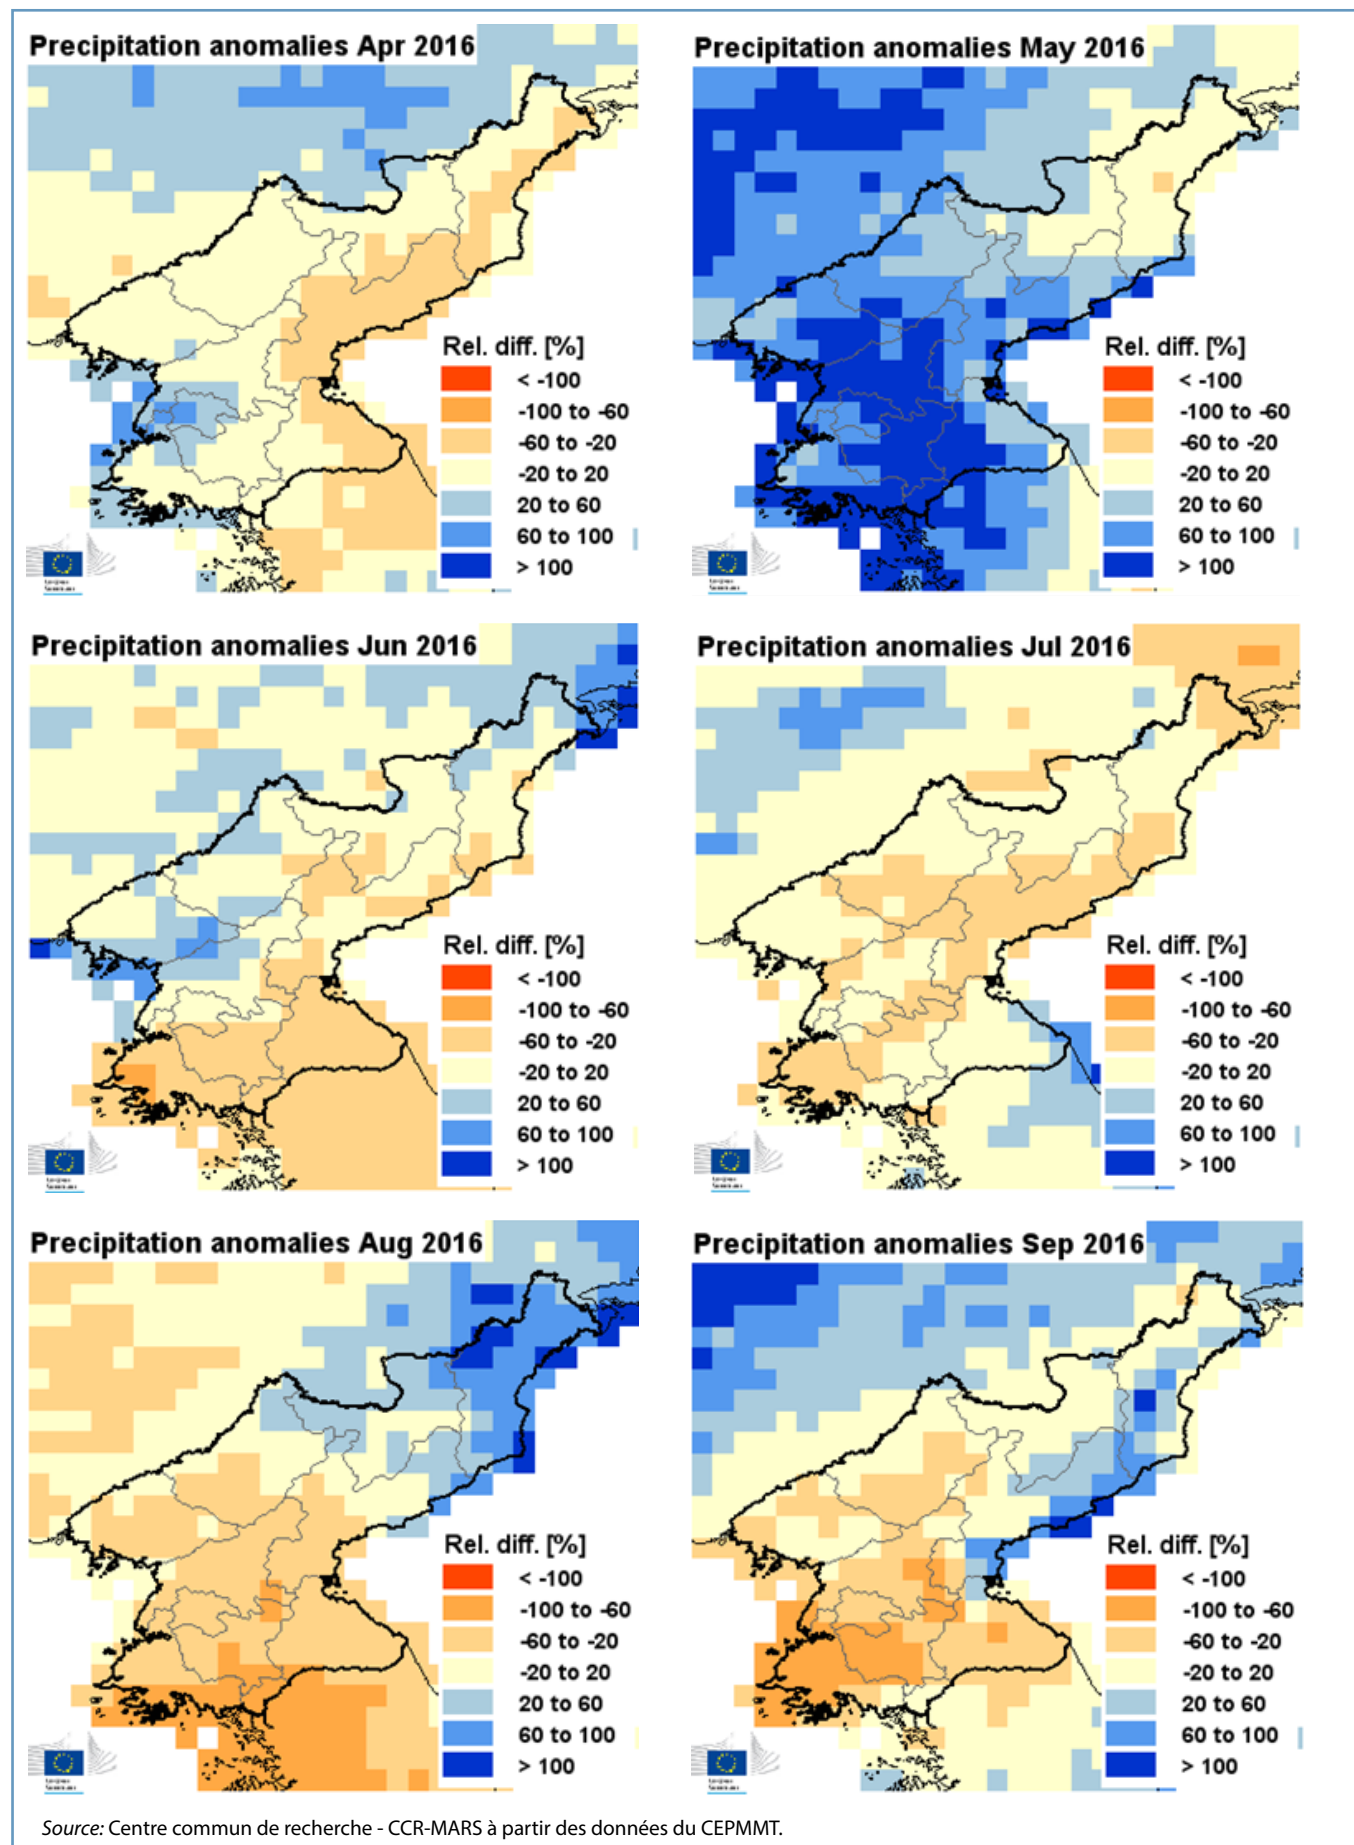 Precipitation anomalies Apr 2016
Rel. diff. [%]
< -100
-100 to -60
-60 to -20
-20 to 20
20 to 60
60 to 100
> 100
Precipitation anomalies May 2016
Rel. diff. [%]
< -100
-100 to -60
-60 to -20
-20 to 20
20 to 60
60 to 100
> 100
Precipitation anomalies Jun 2016
Rel. diff. [%]
< -100
-100 to -60
-60 to -20
-20 to 20
20 to 60
60 to 100
> 100
Precipitation anomalies Jul 2016
Rel. diff. [%]
< -100
-100 to -60
-60 to -20
-20 to 20
20 to 60
60 to 100
> 100
Precipitation anomalies Aug 2016
Rel. diff. [%]
< -100
-100 to -60
-60 to -20
-20 to 20
20 to 60
60 to 100
> 100
Precipitation anomalies Sep 2016
Rel. diff. [%]
< -100
-100 to -60
-60 to -20
-20 to 20
20 to 60
60 to 100
> 100
Source: Centre commun de recherche - CCR-MARS à partir des données du CEPMMT.